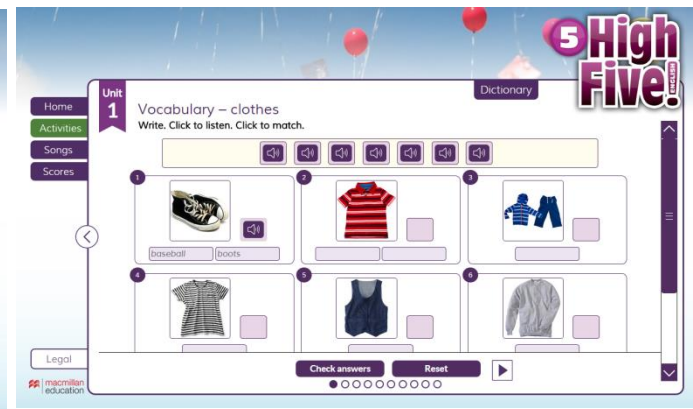 5 High
Five!
ENGLISH
Unit
1
Dictionary
Home
Activities
Songs
Scores
Vocabulary – clothes
Write. Click to listen. Click to match.
1
2
3
baseball boots
4
5
6
Legal
Check answers Reset
macmillan
education